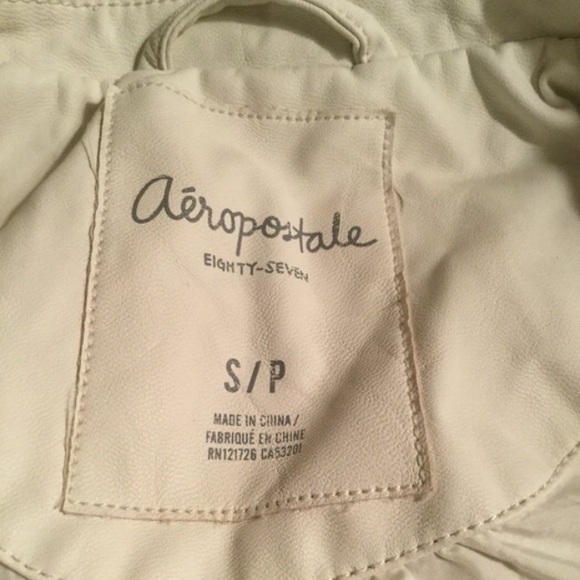 aéropostale
EIGHTY-SEVEN
S/P
MADE IN CHINA/
FABRIQUÉ EN CHINE
RN121726 CA53201